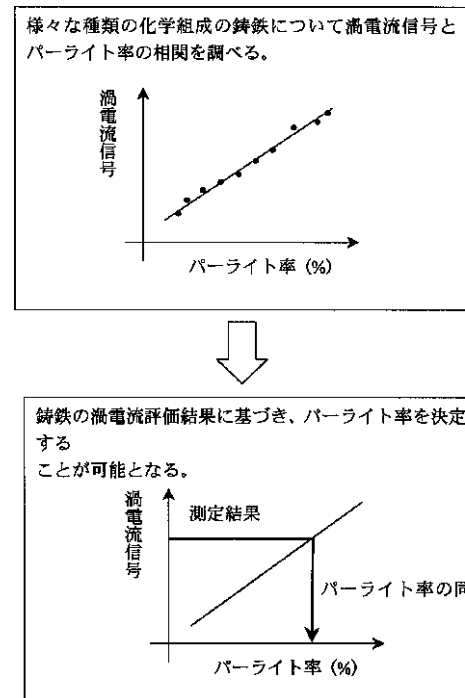 様々な種類の化学組成の鋳鉄について渦電流信号と
パーライト率の相関を調べる。
渦電流信号
パーライト率 (%)
鋳鉄の渦電流評価結果に基づき、パーライト率を決定
する
ことが可能となる。
渦電流信号
測定結果
パーライト率の同
パーライト率 (%)